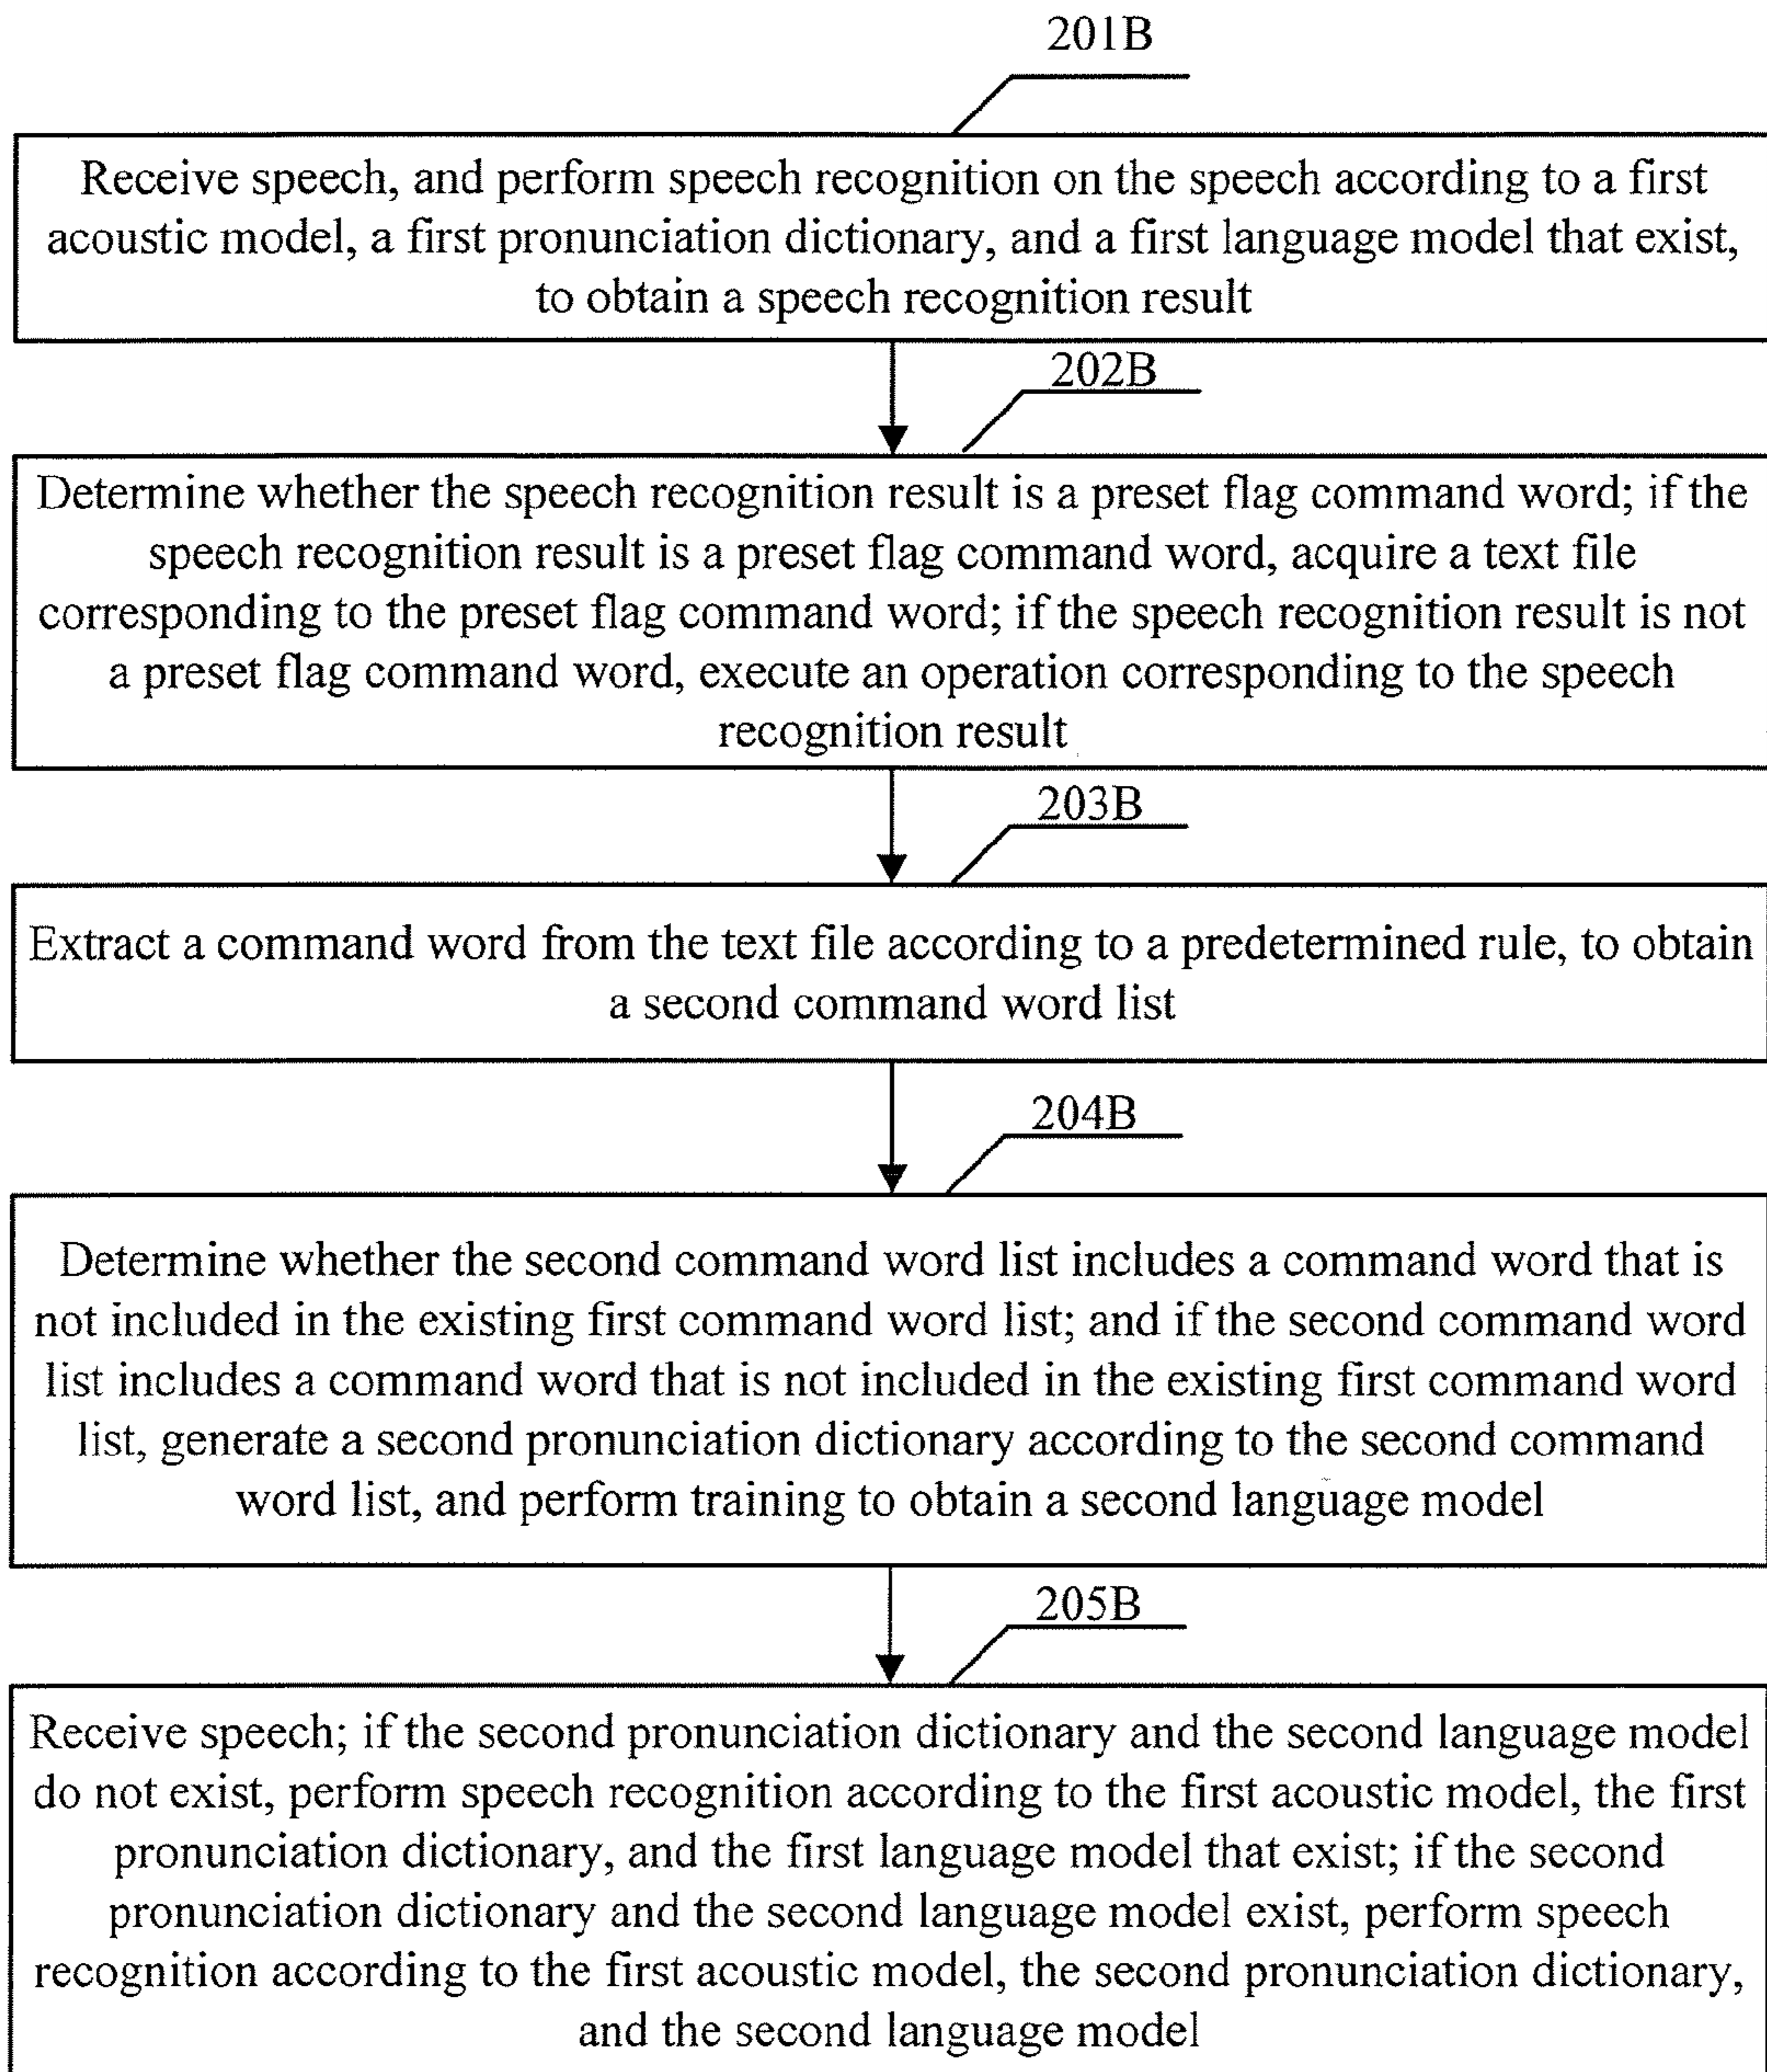 201B
Receive speech, and perform speech recognition on the speech according to a first
acoustic model, a first pronunciation dictionary, and a first language model that exist,
to obtain a speech recognition result
202B
Determine whether the speech recognition result is a preset flag command word; if the
speech recognition result is a preset flag command word, acquire a text file
corresponding to the preset flag command word; if the speech recognition result is not
a preset flag command word, execute an operation corresponding to the speech
recognition result
203B
Extract a command word from the text file according to a predetermined rule, to obtain
a second command word list
204B
Determine whether the second command word list includes a command word that is
not included in the existing first command word list; and if the second command word
list includes a command word that is not included in the existing first command word
list, generate a second pronunciation dictionary according to the second command
word list, and perform training to obtain a second language model
205B
Receive speech; if the second pronunciation dictionary and the second language model
do not exist, perform speech recognition according to the first acoustic model, the first
pronunciation dictionary, and the first language model that exist; if the second
pronunciation dictionary and the second language model exist, perform speech
recognition according to the first acoustic model, the second pronunciation dictionary,
and the second language model